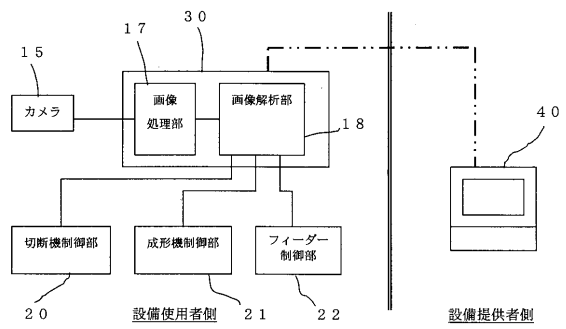 ３０
１７
１５
カメラ
画像
処理部
画像解析部
１８
４０
切断機制御部
成形機制御部
フィーダー
制御部
２０
設備使用者側
２１
２２
設備提供者側